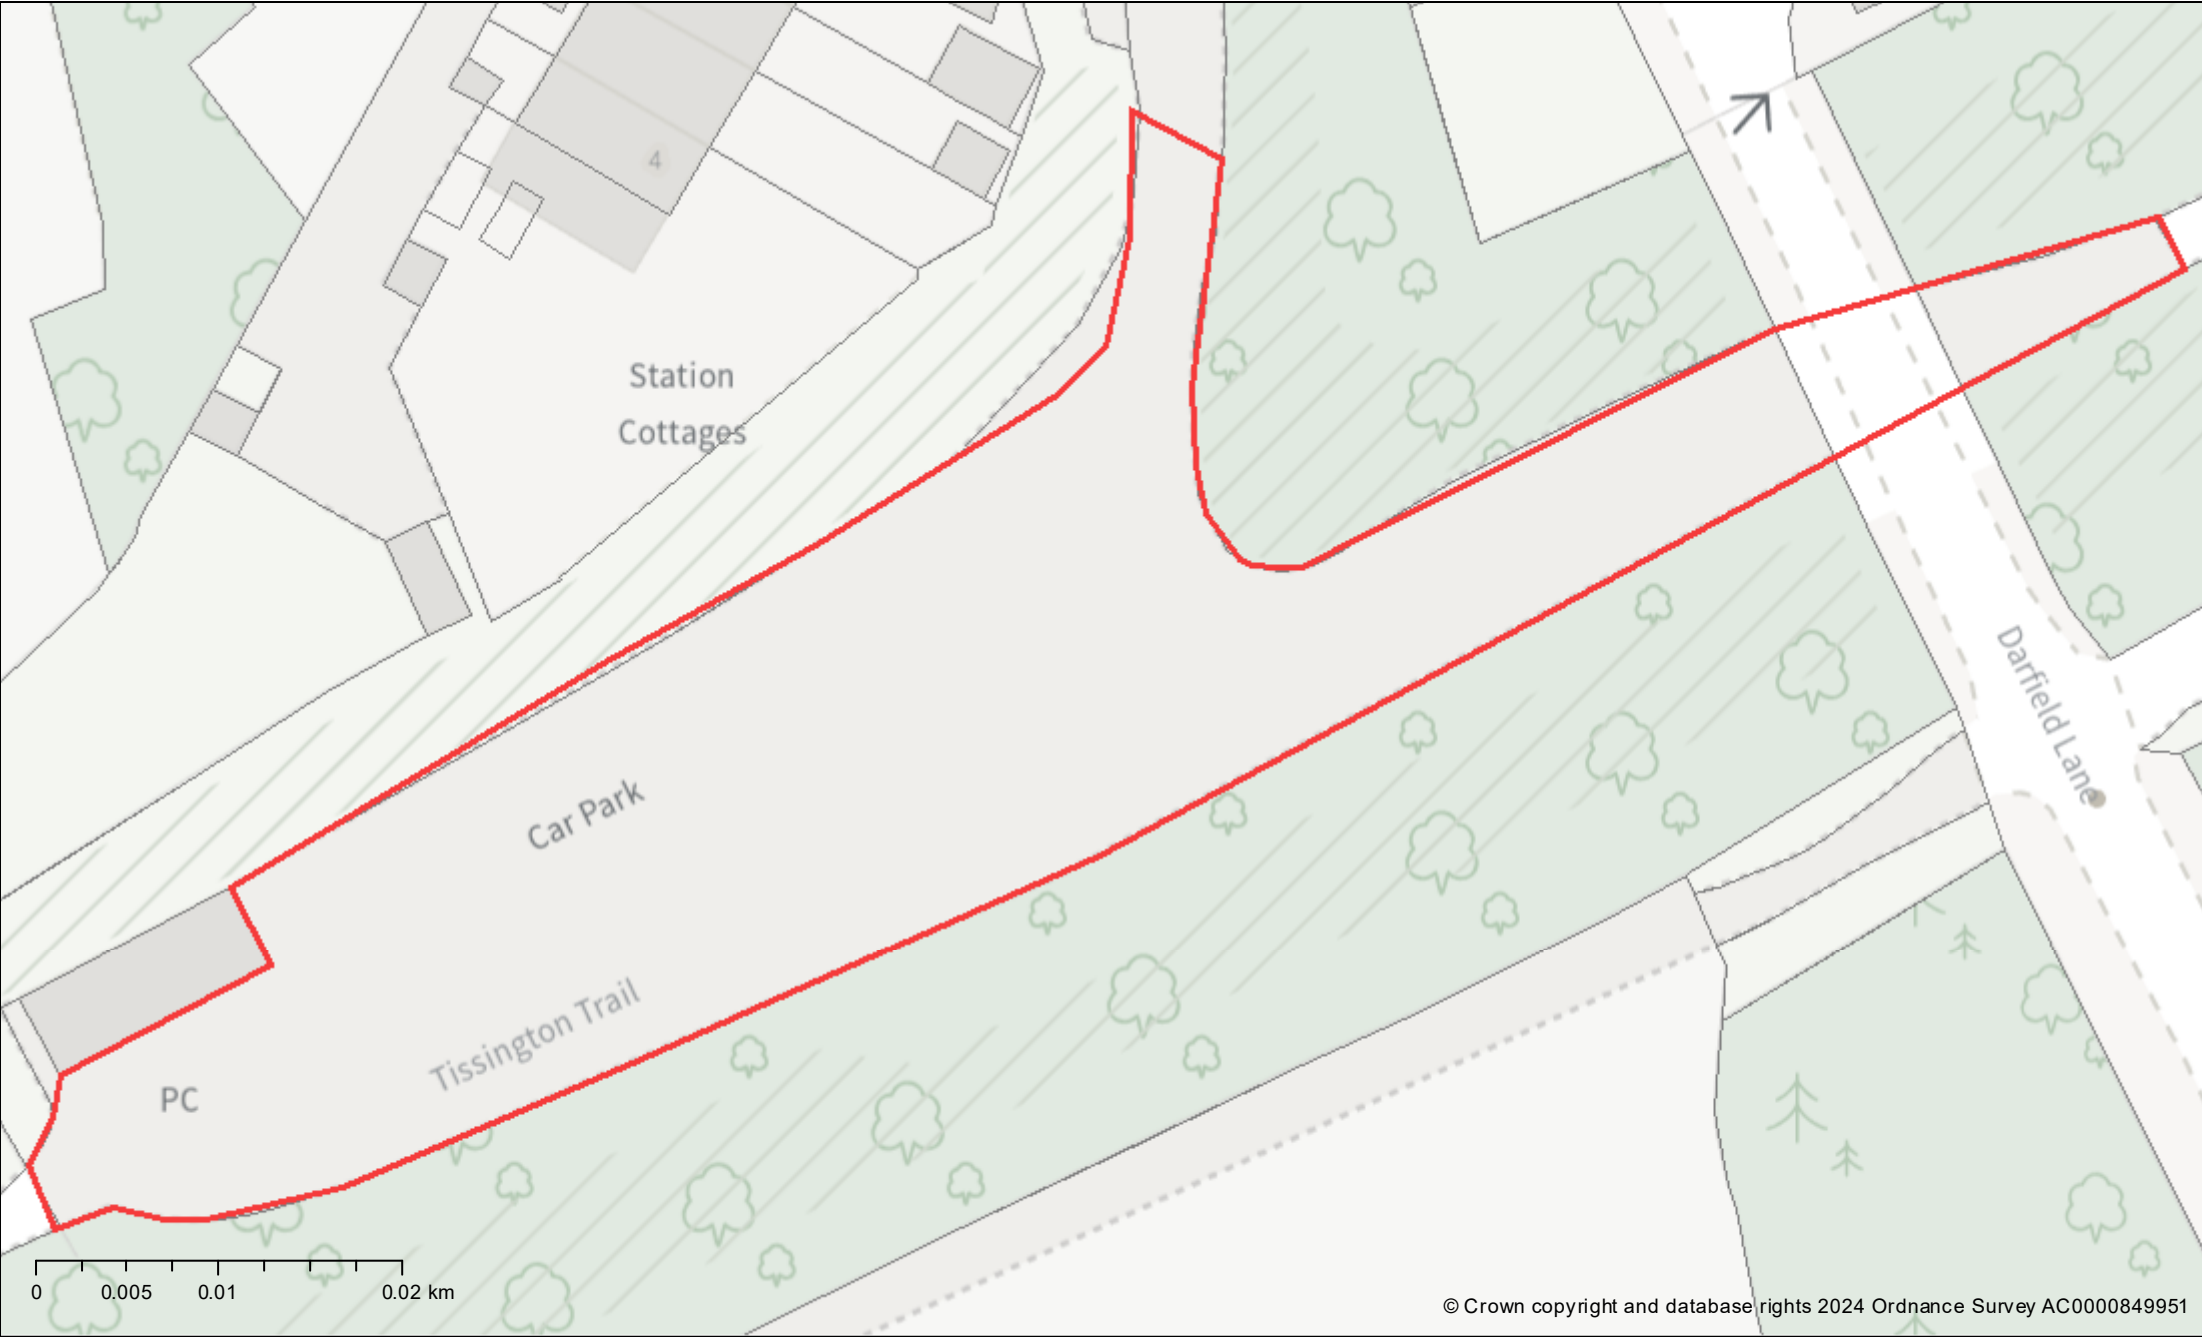 4
Station
Cottages
Darfield Lane
Car Park
Tissington Trail
PC
0 0.005 0.01 0.02 km
© Crown copyright and database rights 2024 Ordnance Survey AC0000849951